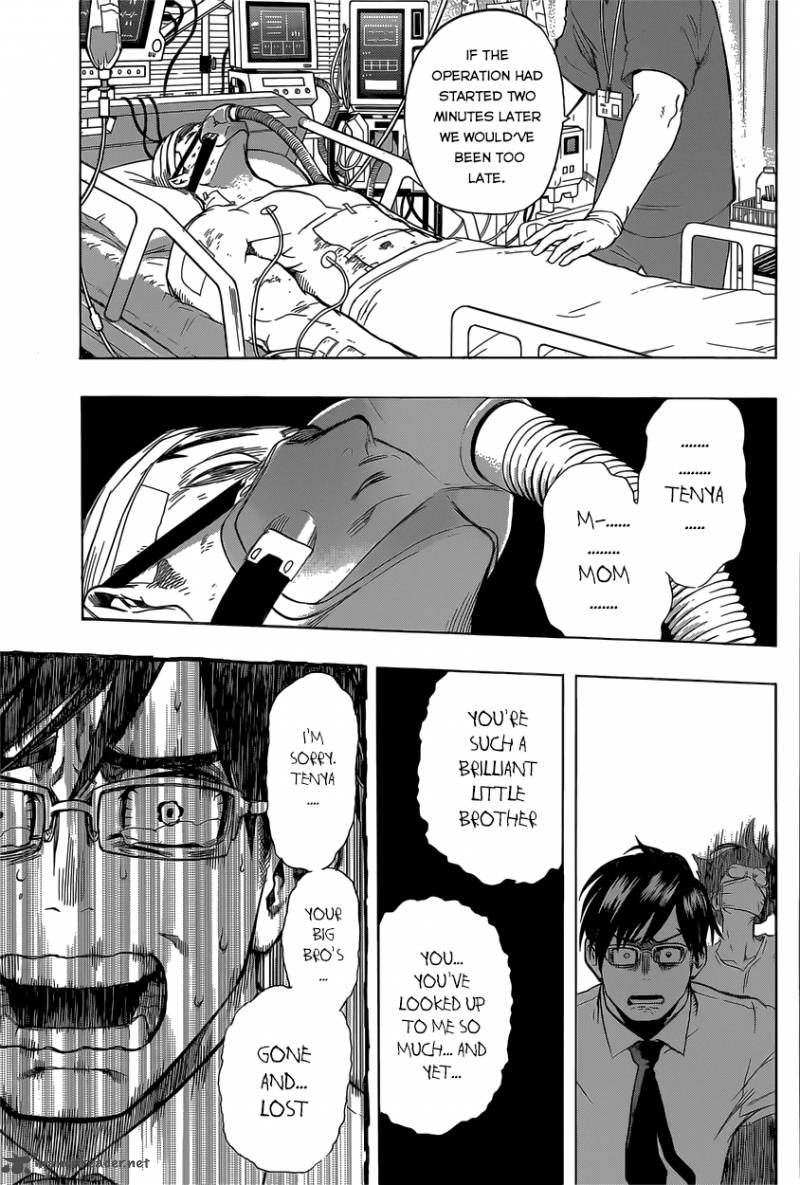 IF THE
OPERATION HAD
STARTED TWO
MINUTES LATER
WE WOULD'VE
BEEN TOO
LATE.
........
........
TENYA
.....
M-......
........
MOM
.......
YOU'RE
SUCH A
BRILLIANT
LITTLE
BROTHER
YOU...
YOU'VE
LOOKED UP
TO ME SO
MUCH... AND
YET...
I'M
SORRY.
TENYA
....
YOUR
BIG
BRO'S
...
GONE
AND...
LOST